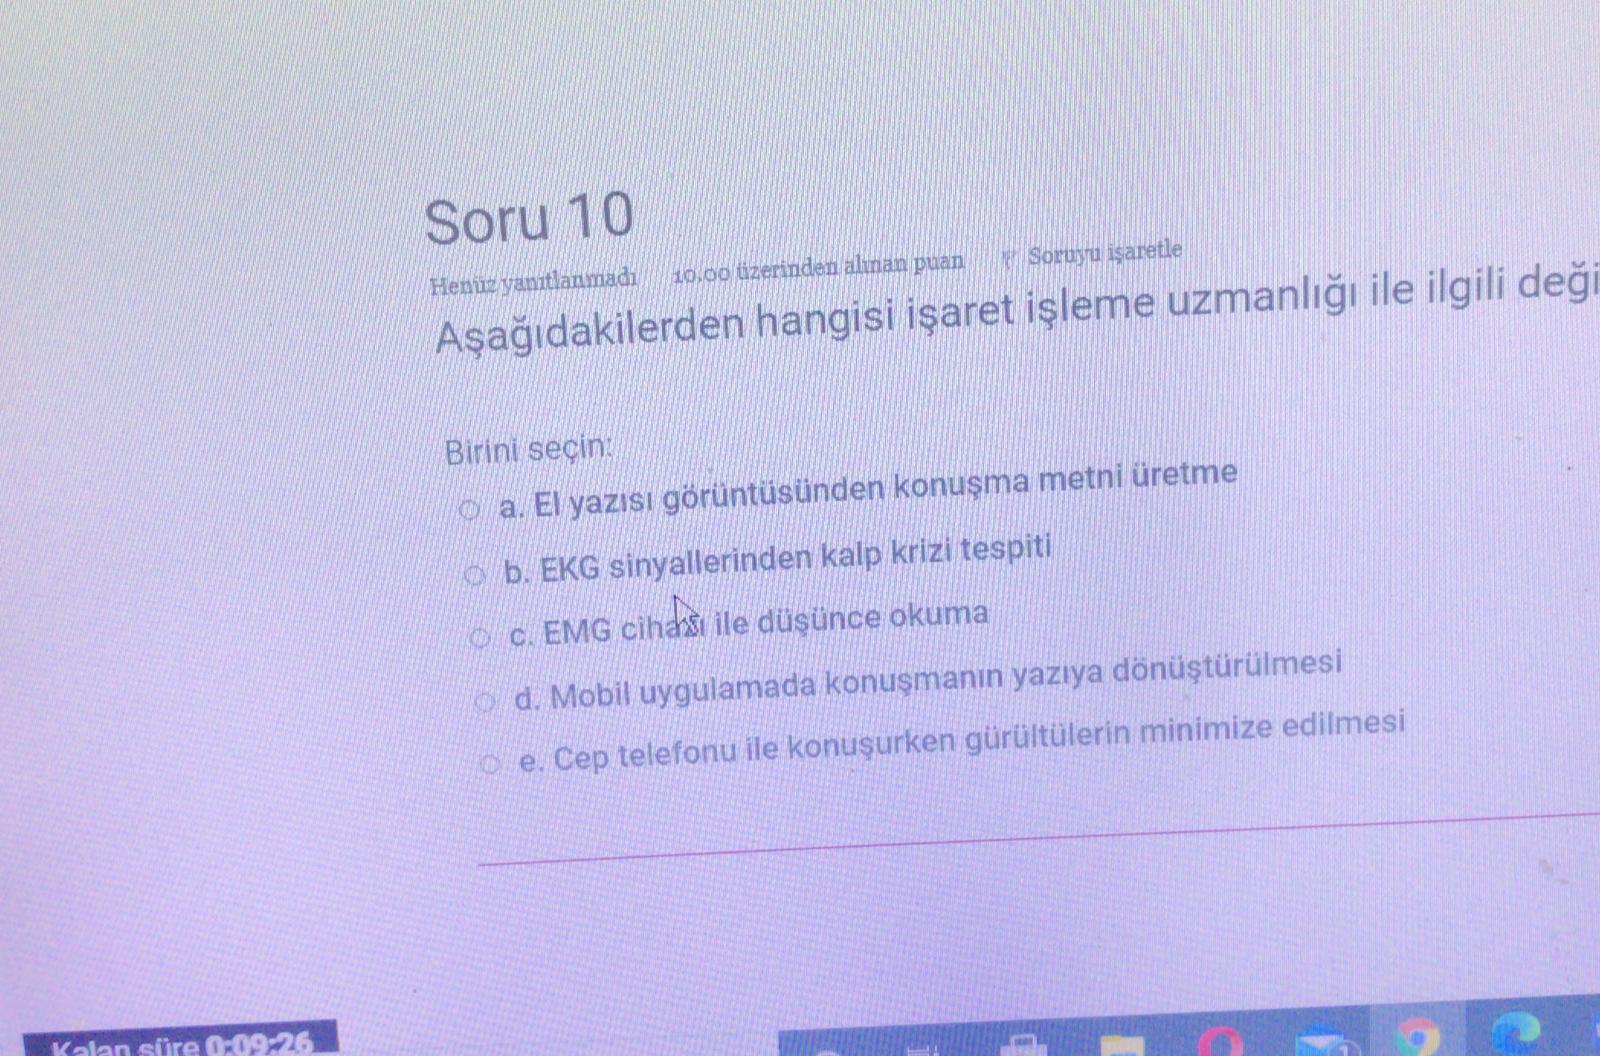 Soru 10
Henüz yanıtlanmadı 10.00 üzerinden alınan puan Soruyu işaretle
Aşağıdakilerden hangisi işaret işleme uzmanlığı ile ilgili deği
Birini seçin:
a. El yazısı görüntüsünden konuşma metni üretme
b. EKG sinyallerinden kalp krizi tespiti
c. EMG cihazı ile düşünce okuma
d. Mobil uygulamada konuşmanın yazıya dönüştürülmesi
e. Cep telefonu ile konuşurken gürültülerin minimize edilmesi
Kalan süre 0:09:26